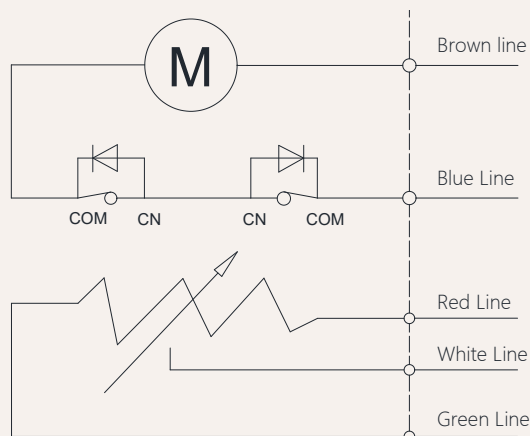 Brown line
M
Blue Line
COM CN CN COM
Red Line
White Line
Green Line